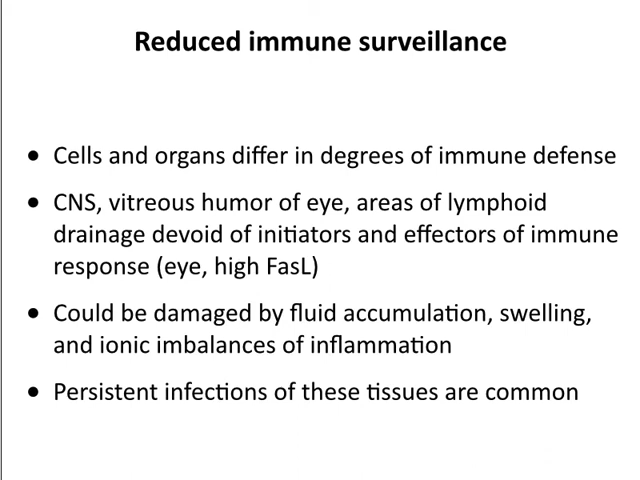 Reduced immune surveillance
• Cells and organs differ in degrees of immune defense
• CNS, vitreous humor of eye, areas of lymphoid
drainage devoid of initiators and effectors of immune
response (eye, high FasL)
• Could be damaged by fluid accumulation, swelling,
and ionic imbalances of inflammation
• Persistent infections of these tissues are common